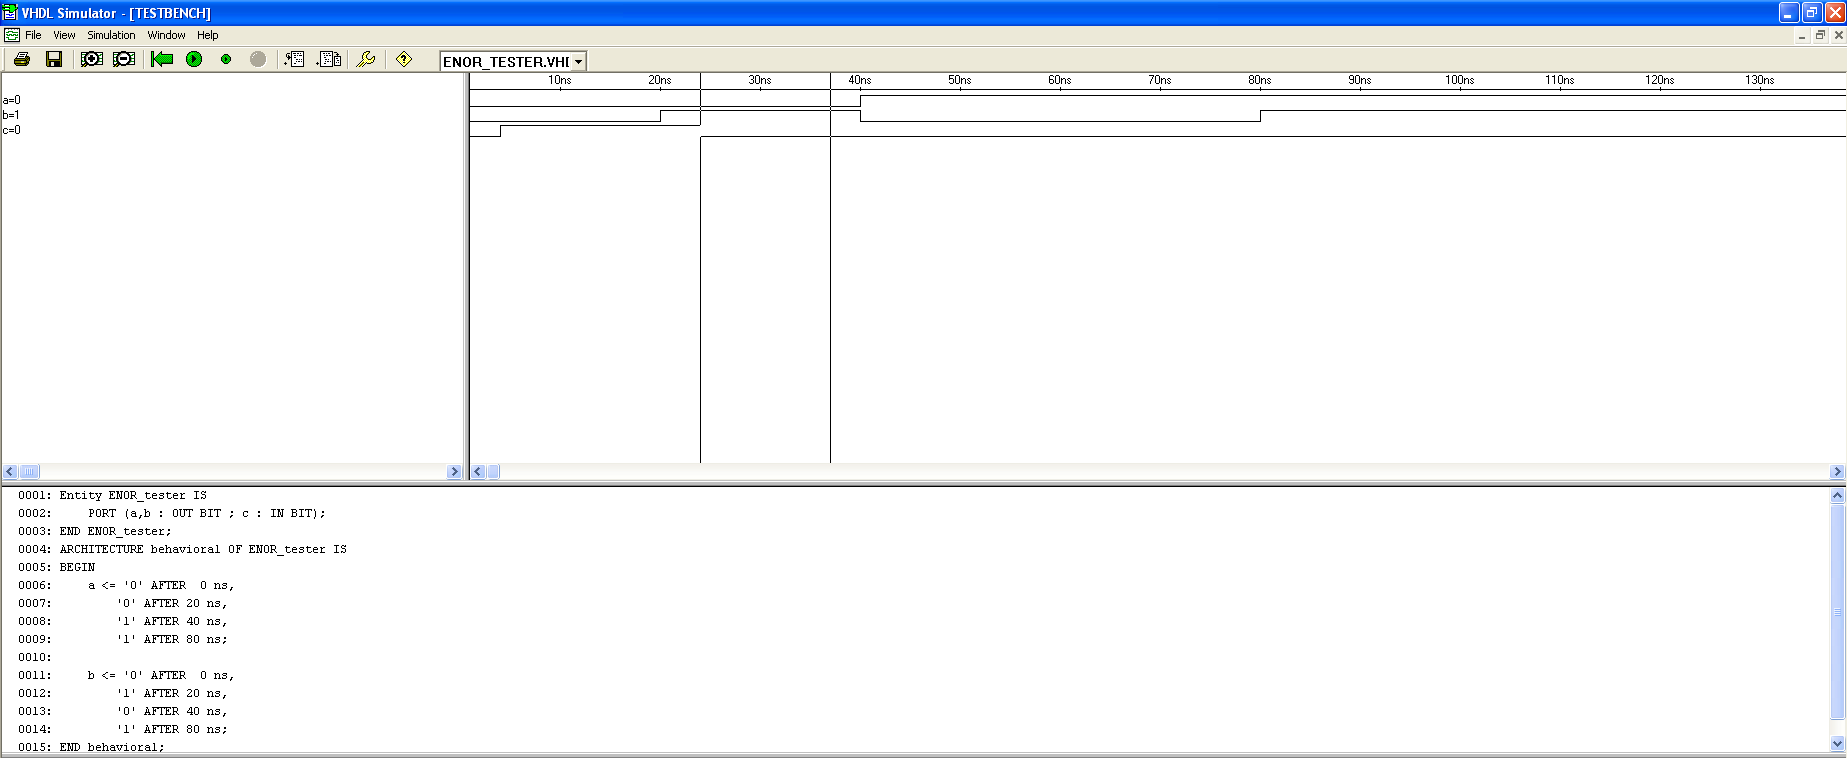 VHDL Simulator - [TESTBENCH]
File View Simulation Window Help
ENOR_TESTER.VHI
10ns 20ns 30ns 40ns 50ns 60ns 70ns 80ns 90ns 100ns 110ns 120ns 130ns
a=0
b=1
c=0
0001: Entity ENOR_tester IS
0002:     PORT (a,b : OUT BIT ; c : IN BIT);
0003: END ENOR_tester;
0004: ARCHITECTURE behavioral OF ENOR_tester IS
0005: BEGIN
0006:     a <= '0' AFTER  0 ns,
0007:         '0' AFTER 20 ns,
0008:         '1' AFTER 40 ns,
0009:         '1' AFTER 80 ns;
0010:
0011:     b <= '0' AFTER  0 ns,
0012:         '1' AFTER 20 ns,
0013:         '0' AFTER 40 ns,
0014:         '1' AFTER 80 ns;
0015: END behavioral;